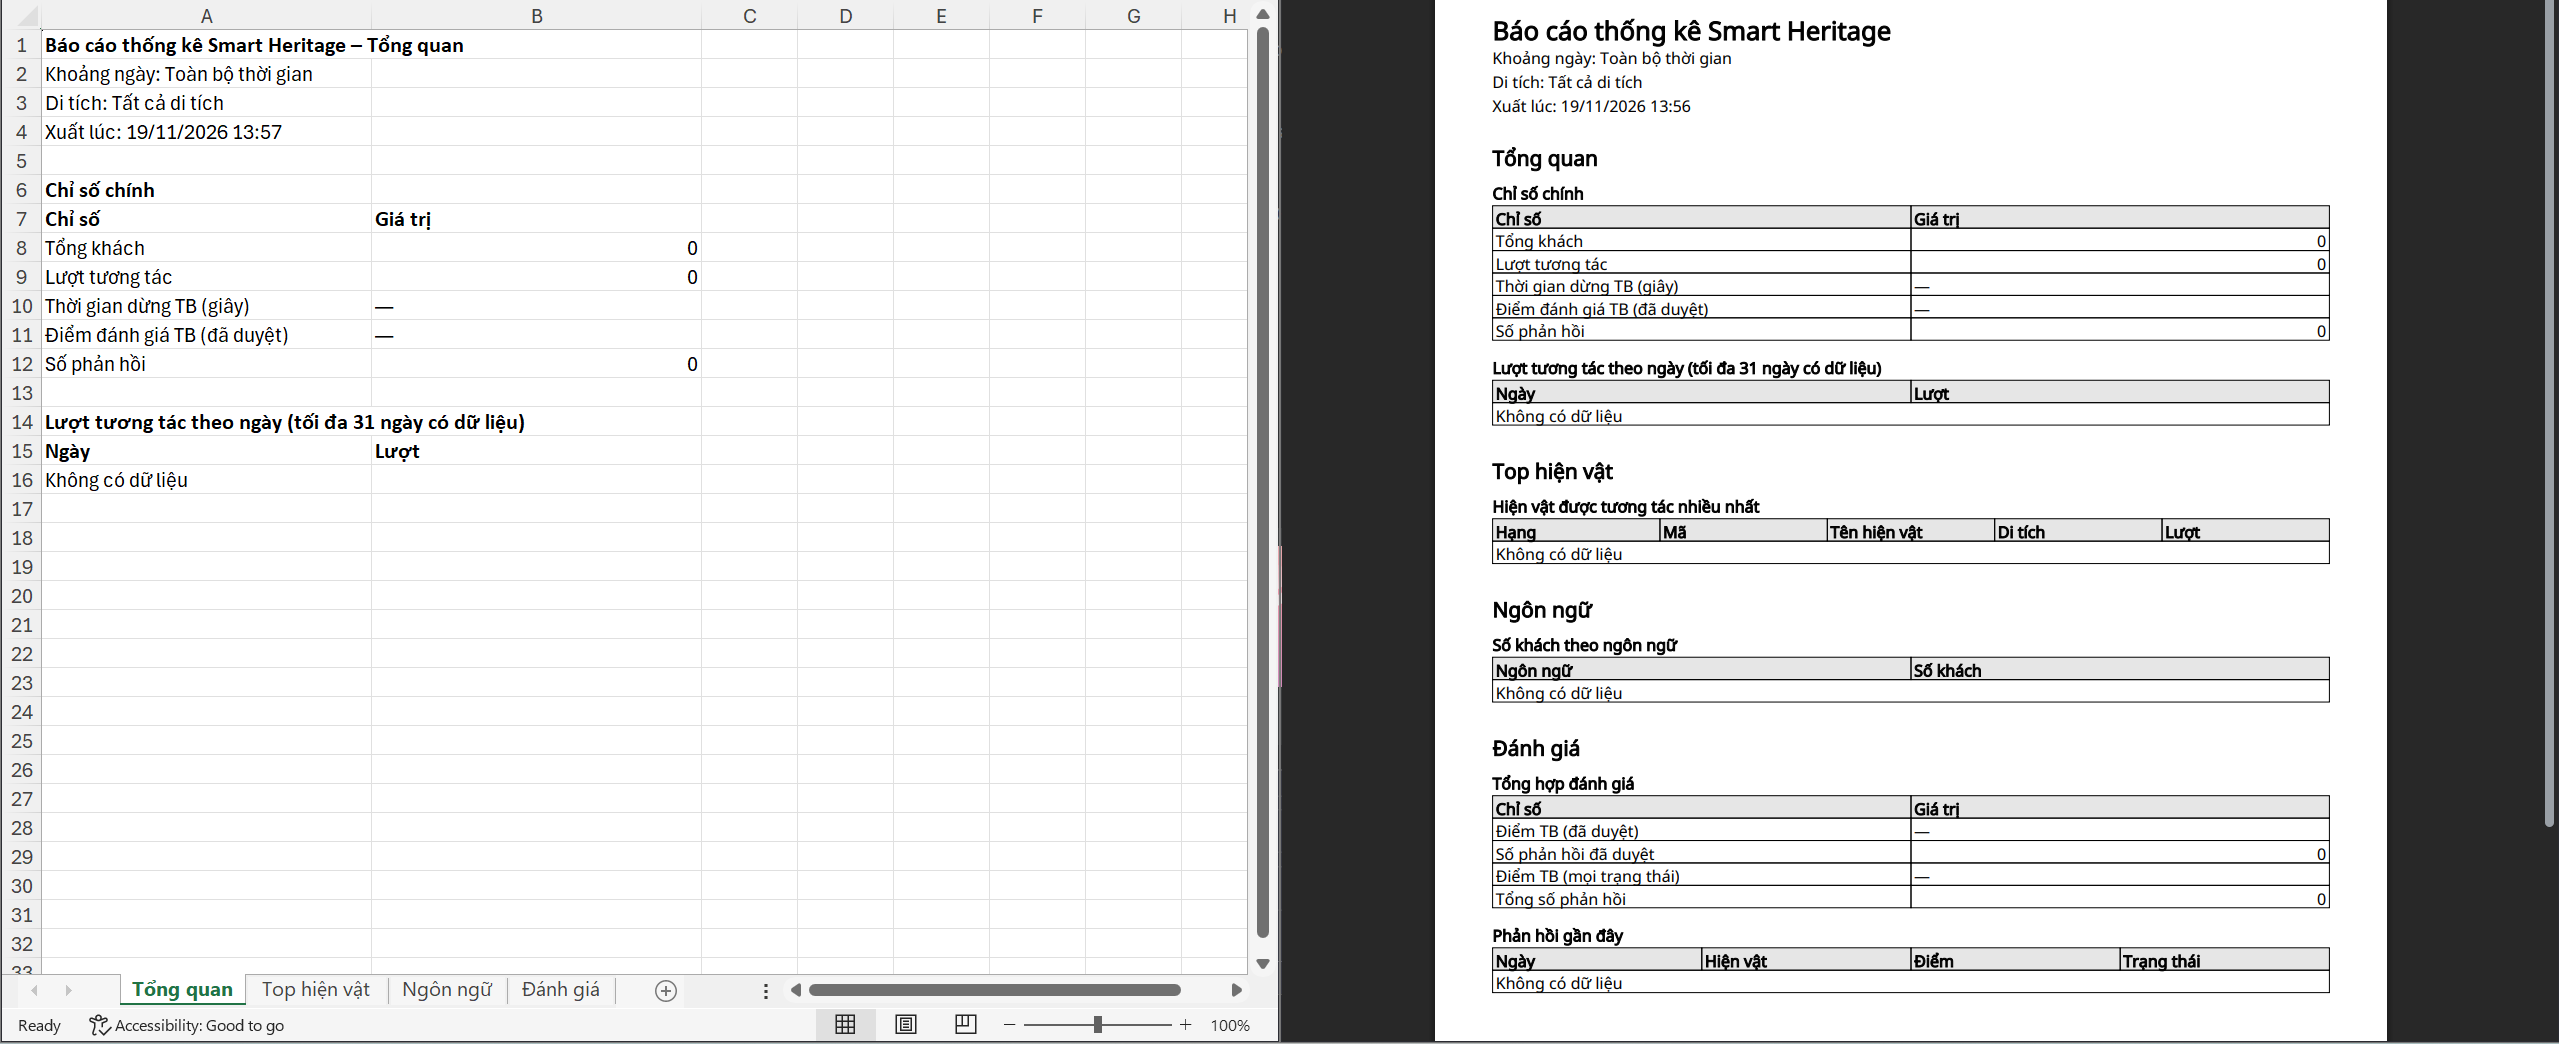 A B C D E F G H
1 Báo cáo thống kê Smart Heritage – Tổng quan
2 Khoảng ngày: Toàn bộ thời gian
3 Di tích: Tất cả di tích
4 Xuất lúc: 19/11/2026 13:57
5
6 Chỉ số chính
7 Chỉ số Giá trị
8 Tổng khách 0
9 Lượt tương tác 0
10 Thời gian dừng TB (giây) —
11 Điểm đánh giá TB (đã duyệt) —
12 Số phản hồi 0
13
14 Lượt tương tác theo ngày (tối đa 31 ngày có dữ liệu)
15 Ngày Lượt
16 Không có dữ liệu
17
18
19
20
21
22
23
24
25
26
27
28
29
30
31
32
33
Tổng quan Top hiện vật Ngôn ngữ Đánh giá
Ready Accessibility: Good to go 100%
Báo cáo thống kê Smart Heritage
Khoảng ngày: Toàn bộ thời gian
Di tích: Tất cả di tích
Xuất lúc: 19/11/2026 13:56
Tổng quan
Chỉ số chính
Chỉ số Giá trị
Tổng khách 0
Lượt tương tác 0
Thời gian dừng TB (giây) —
Điểm đánh giá TB (đã duyệt) —
Số phản hồi 0
Lượt tương tác theo ngày (tối đa 31 ngày có dữ liệu)
Ngày Lượt
Không có dữ liệu
Top hiện vật
Hiện vật được tương tác nhiều nhất
Hạng Mã Tên hiện vật Di tích Lượt
Không có dữ liệu
Ngôn ngữ
Số khách theo ngôn ngữ
Ngôn ngữ Số khách
Không có dữ liệu
Đánh giá
Tổng hợp đánh giá
Chỉ số Giá trị
Điểm TB (đã duyệt) —
Số phản hồi đã duyệt 0
Điểm TB (mọi trạng thái) —
Tổng số phản hồi 0
Phản hồi gần đây
Ngày Hiện vật Điểm Trạng thái
Không có dữ liệu